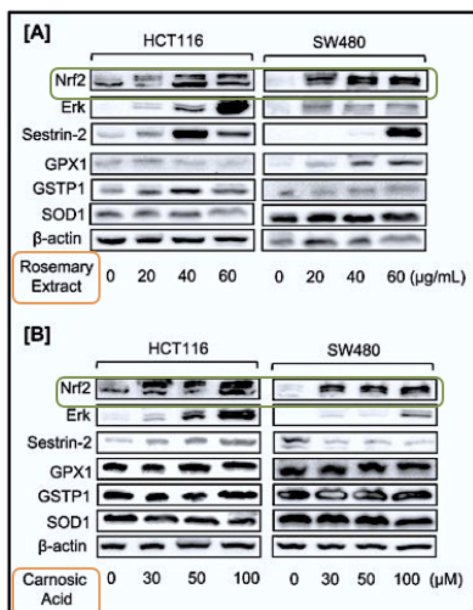 [A]
HCT116 SW480
Nrf2
Erk
Sestrin-2
GPX1
GSTP1
SOD1
β-actin
Rosemary Extract 0 20 40 60 0 20 40 60 (μg/mL)
[B]
HCT116 SW480
Nrf2
Erk
Sestrin-2
GPX1
GSTP1
SOD1
β-actin
Carnosic Acid 0 30 50 100 0 30 50 100 (μM)